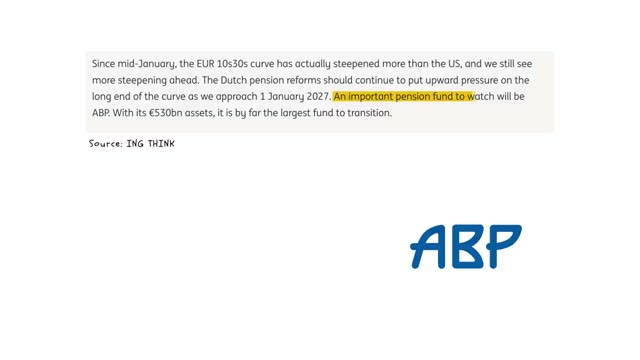 Since mid-January, the EUR 10s30s curve has actually steepened more than the US, and we still see
more steepening ahead. The Dutch pension reforms should continue to put upward pressure on the
long end of the curve as we approach 1 January 2027. An important pension fund to watch will be
ABP. With its €530bn assets, it is by far the largest fund to transition.
Source: ING THINK
ABP